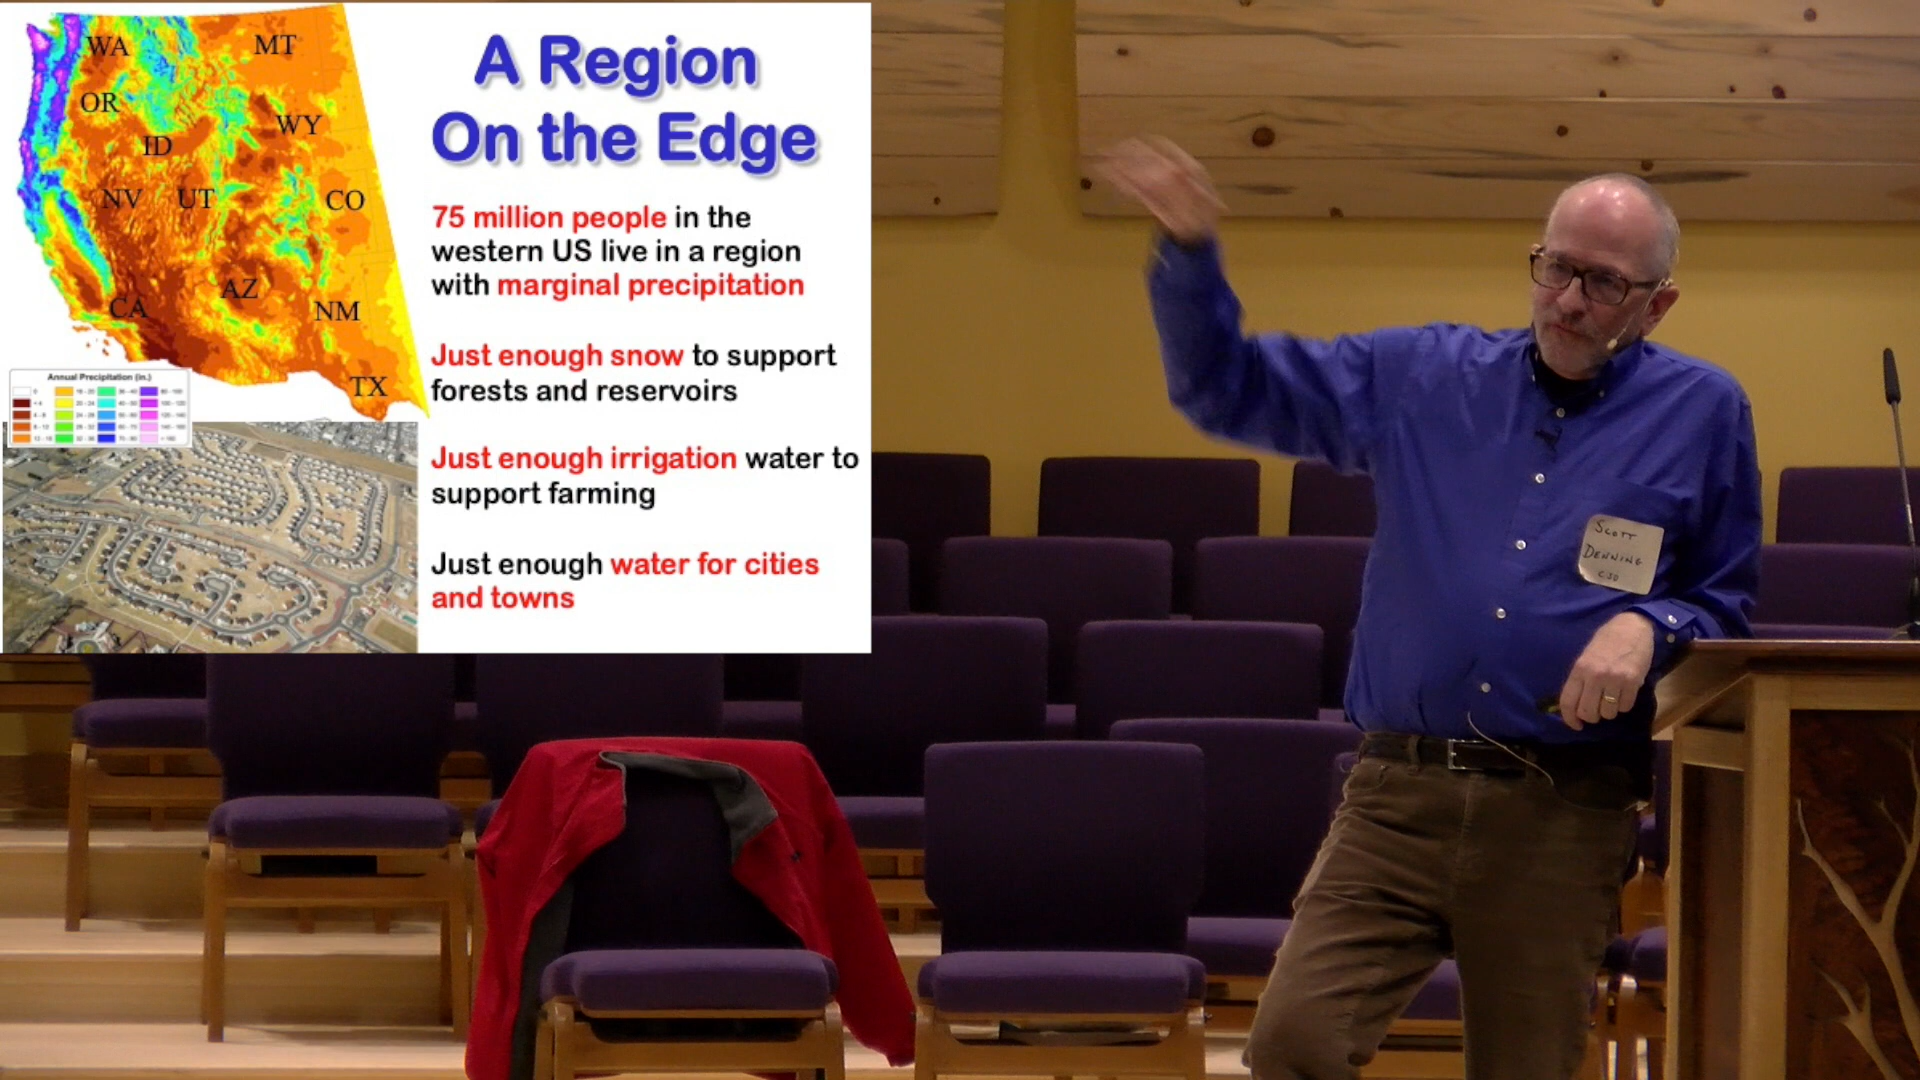 A Region
On the Edge
75 million people in the
western US live in a region
with marginal precipitation
Just enough snow to support
forests and reservoirs
Just enough irrigation water to
support farming
Just enough water for cities
and towns
WA
MT
OR
WY
ID
NV
UT
CO
AZ
CA
NM
TX
Annual Precipitation (in.)
SCOTT
DENNING
CSU